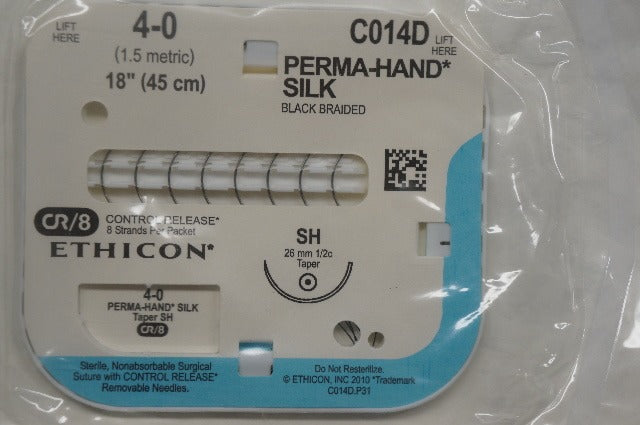 LIFT
HERE
4-0
(1.5 metric)
18" (45 cm)
C014D
LIFT
HERE
PERMA-HAND*
SILK
BLACK BRAIDED
CR/8
CONTROL RELEASE*
8 Strands Per Packet
ETHICON*
SH
26 mm 1/2c
Taper
4-0
PERMA-HAND* SILK
Taper SH
CR/8
Sterile, Nonabsorbable Surgical
Suture with CONTROL RELEASE*
Removable Needles.
Do Not Resterilize.
© ETHICON, INC 2010 *Trademark
C014D.P31